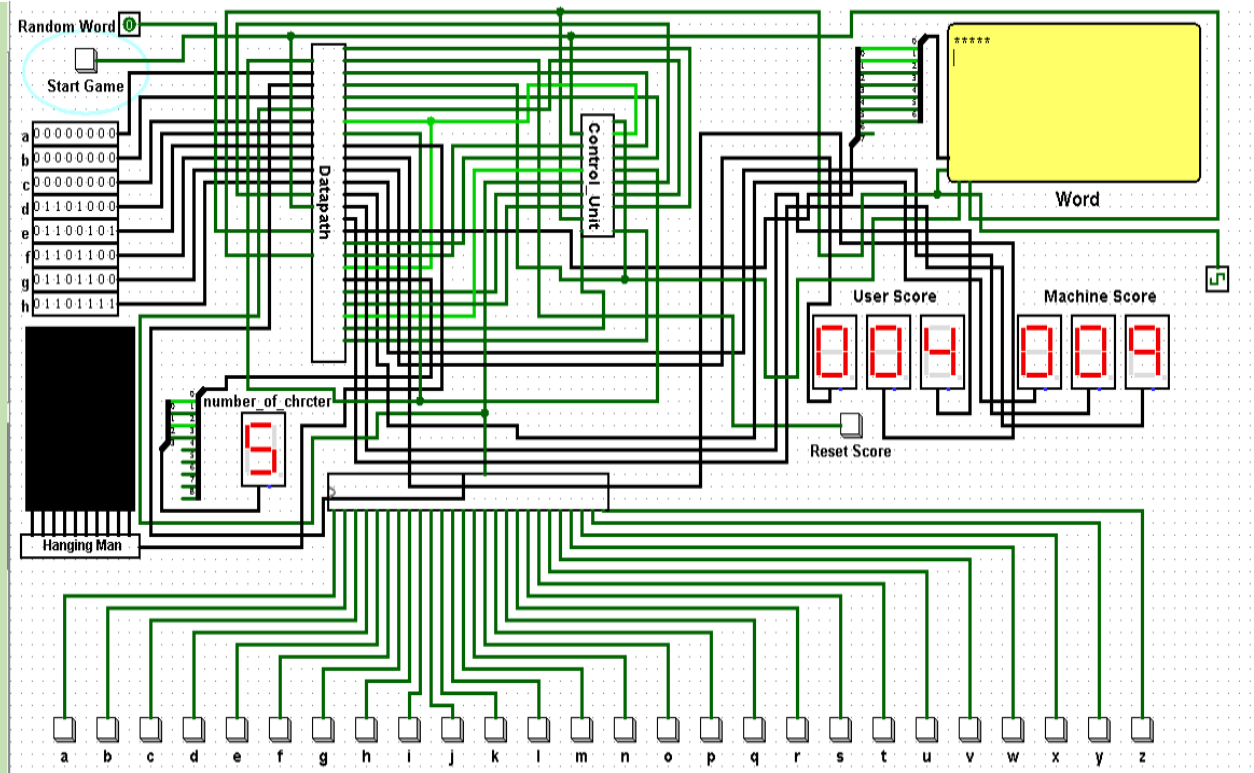 Random Word 0
Start Game
*****
Word
a 00000000
b 00000000
c 00000000
d 01101000
e 01100101
f 01101100
g 01101100
h 01101111
Datapath
Control_Unit
User Score
Machine Score
004
009
Reset Score
number_of_chrcter
5
Hanging Man
a b c d e f g h i j k l m n o p q r s t u v w x y z